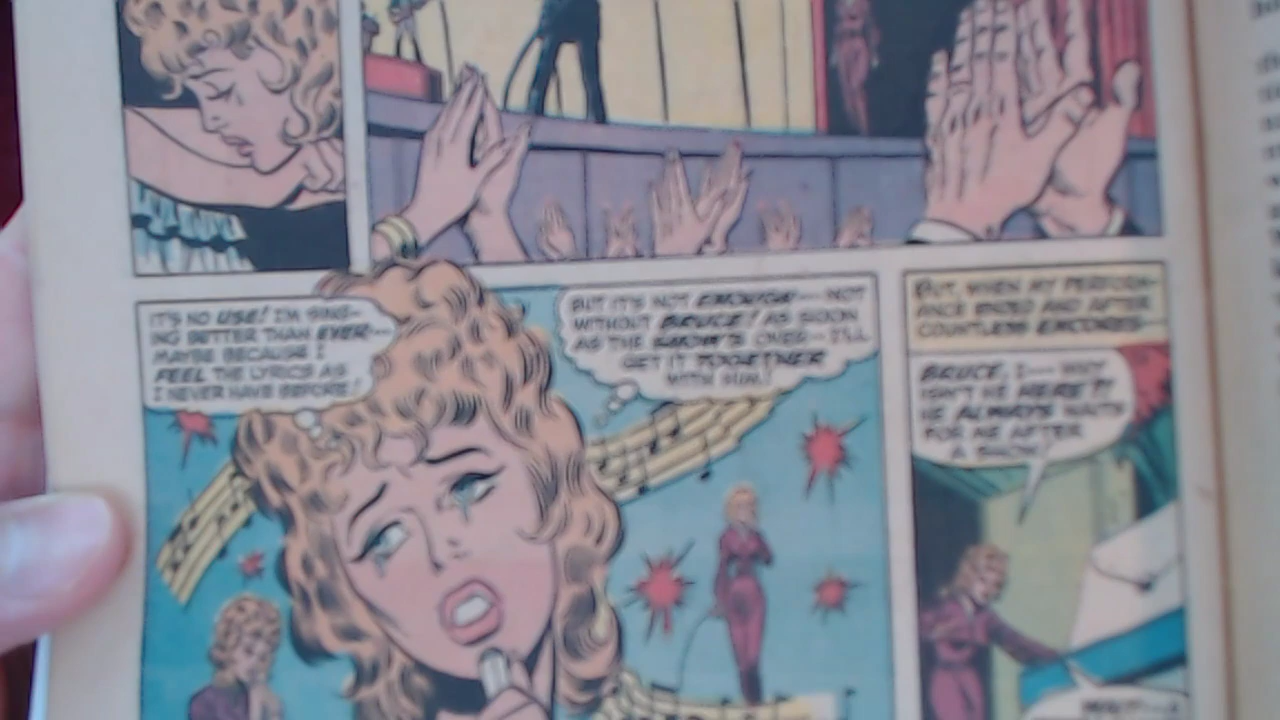 IT'S NO USE! I'M SING-
ING BETTER THAN EVER--
MAYBE BECAUSE I
FEEL THE LYRICS AS
I NEVER HAVE BEFORE!
BUT IT'S NOT ENOUGH--NOT
WITHOUT BRUCE! AS SOON
AS THE SHOW'S OVER--I'LL
GET IT TOGETHER
WITH HIM!
BUT, WHEN MY PERFORM-
ANCE ENDED AND AFTER
COUNTLESS ENCORES--
BRUCE, I-- WHY
ISN'T HE HERE?!
HE ALWAYS WAITS
FOR ME AFTER
A SHOW!